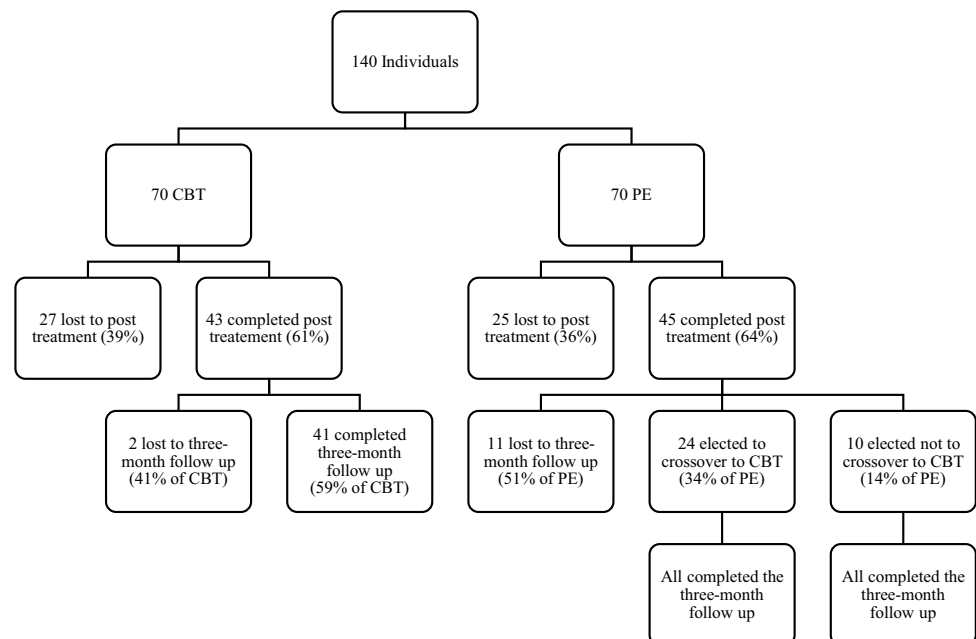 140 Individuals
70 CBT
70 PE
27 lost to post
treatment (39%)
43 completed post
treatement (61%)
25 lost to post
treatment (36%)
45 completed post
treatment (64%)
2 lost to three-
month follow up
(41% of CBT)
41 completed
three-month
follow up
(59% of CBT)
11 lost to three-
month follow up
(51% of PE)
24 elected to
crossover to CBT
(34% of PE)
10 elected not to
crossover to CBT
(14% of PE)
All completed the
three-month
follow up
All completed the
three-month
follow up